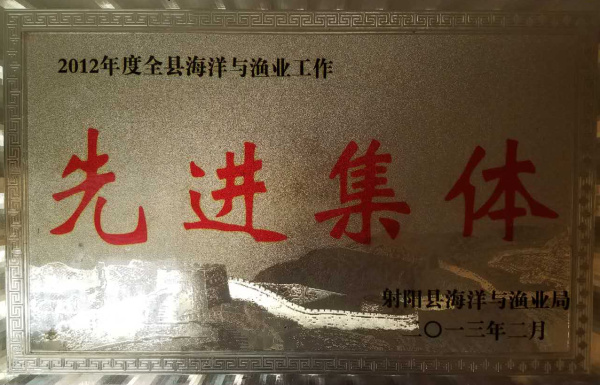 2012年度全县海洋与渔业工作
先进集体
射阳县海洋与渔业局
二〇一三年二月